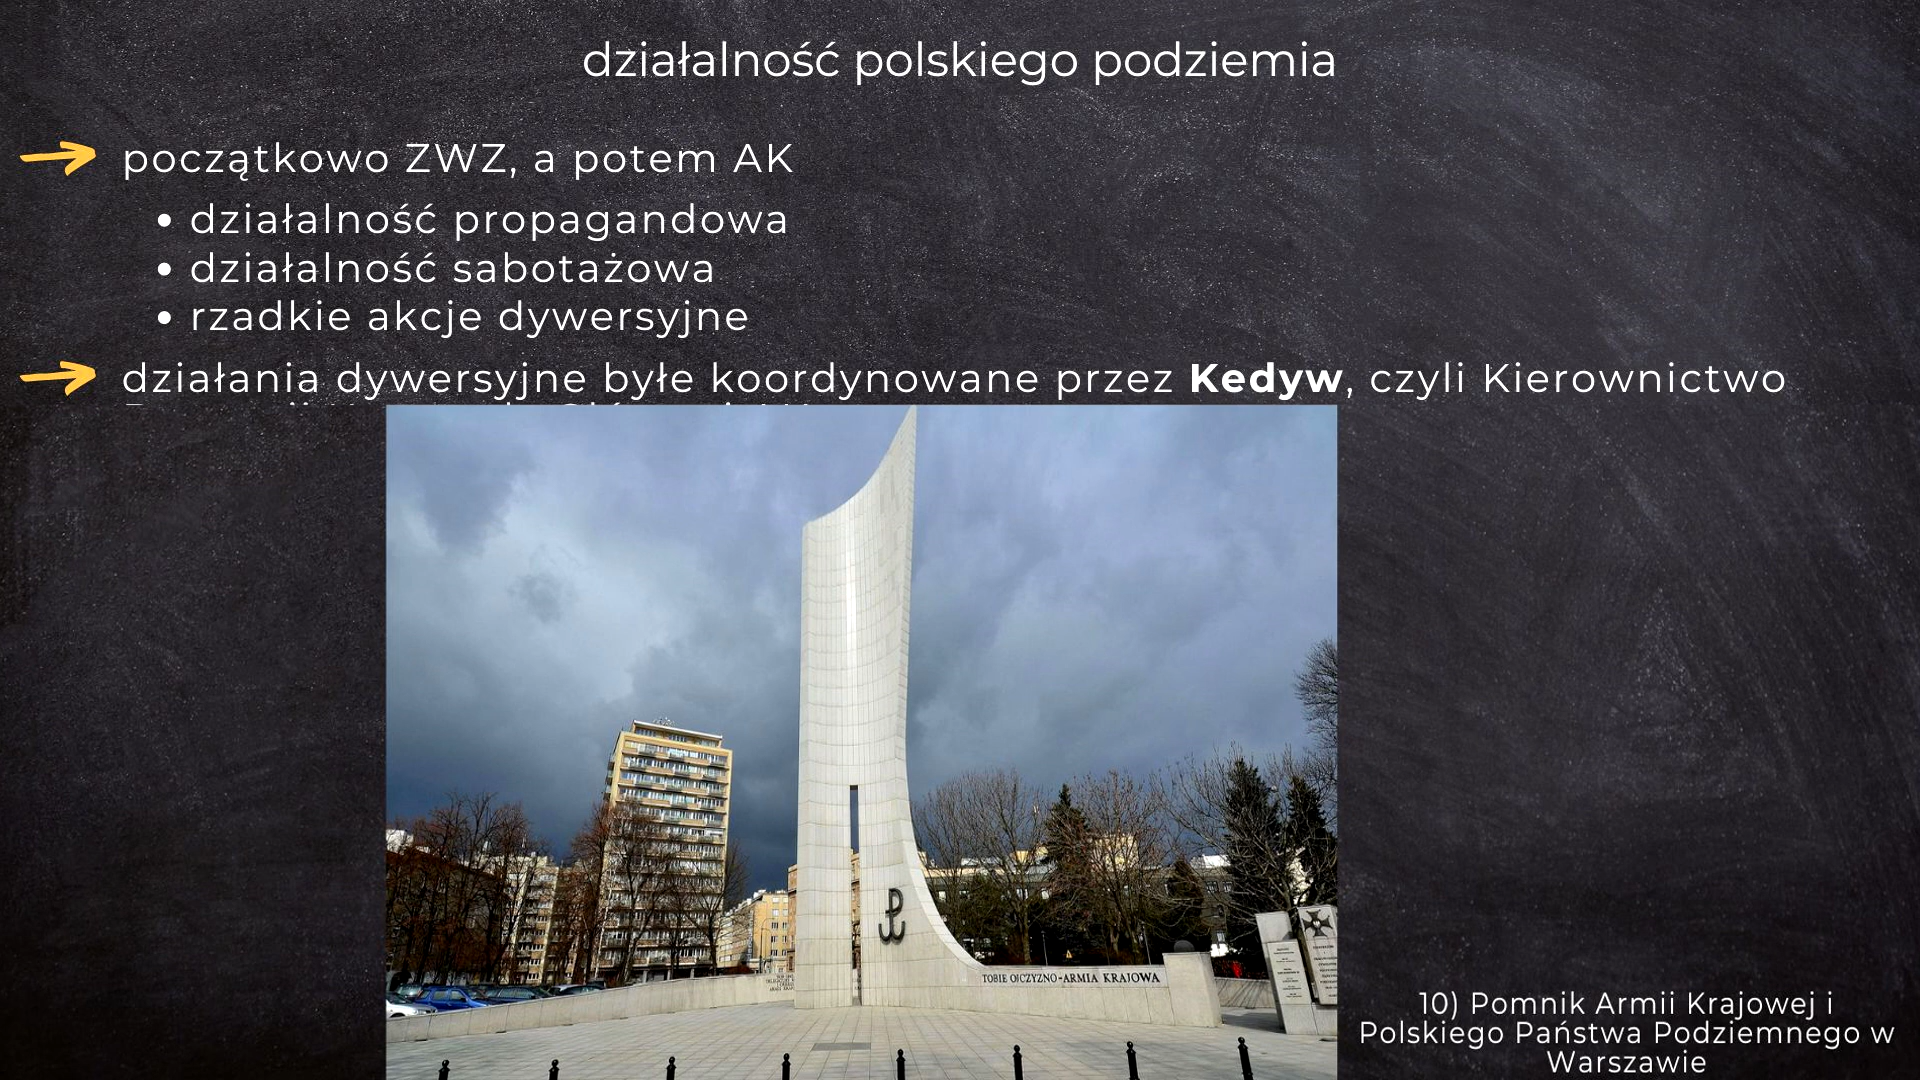 działalność polskiego podziemia
początkowo ZWZ, a potem AK
• działalność propagandowa
• działalność sabotażowa
• rzadkie akcje dywersyjne
działania dywersyjne byłe koordynowane przez Kedyw, czyli Kierownictwo
TOBIE OJCZYZNO-ARMIA KRAJOWA
10) Pomnik Armii Krajowej i
Polskiego Państwa Podziemnego w
Warszawie